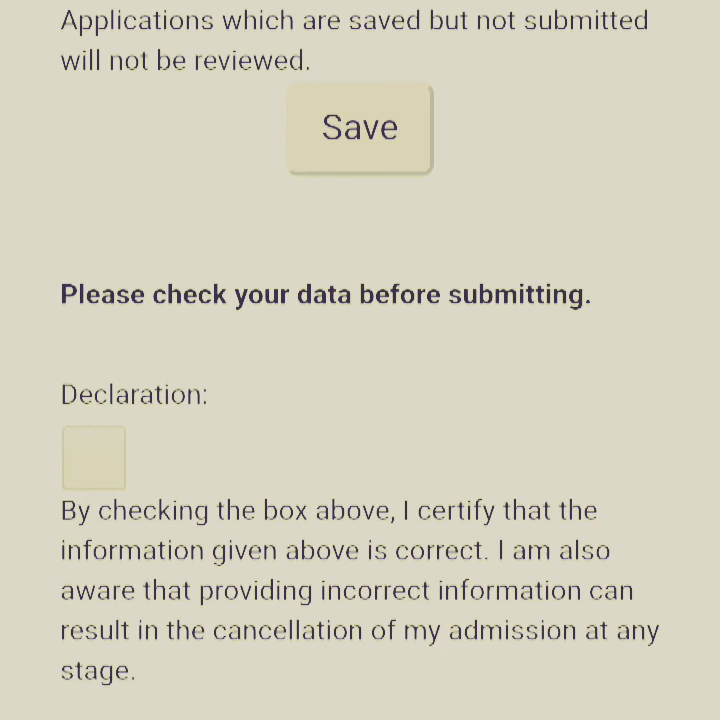 Applications which are saved but not submitted
will not be reviewed.
Save
Please check your data before submitting.
Declaration:
By checking the box above, I certify that the
information given above is correct. I am also
aware that providing incorrect information can
result in the cancellation of my admission at any
stage.